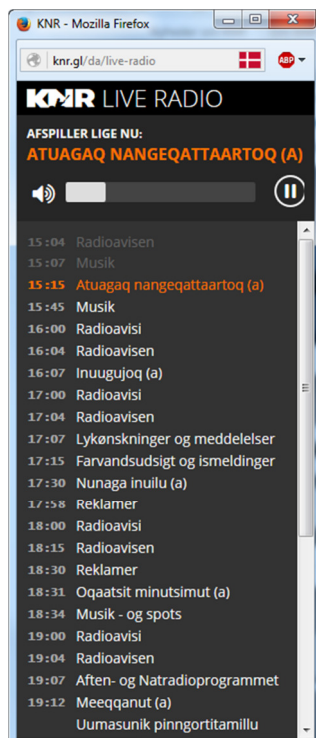 KNR - Mozilla Firefox
knr.gl/da/live-radio
ABP
KNR LIVE RADIO
AFSPILLER LIGE NU:
ATUAGAQ NANGEQATTAARTOQ (A)
15:04 Radioavisen
15:07 Musik
15:15 Atuagaq nangeqattaartoq (a)
15:45 Musik
16:00 Radioavisi
16:04 Radioavisen
16:07 Inuugujoq (a)
17:00 Radioavisi
17:04 Radioavisen
17:07 Lykønskninger og meddelelser
17:15 Farvandsudsigt og ismeldinger
17:30 Nunaga inuilu (a)
17:58 Reklamer
18:00 Radioavisi
18:15 Radioavisen
18:30 Reklamer
18:31 Oqaatsit minutsimut (a)
18:34 Musik - og spots
19:00 Radioavisi
19:04 Radioavisen
19:07 Aften- og Natradioprogrammet
19:12 Meeqqanut (a)
Uumasunik pinngortitamillu